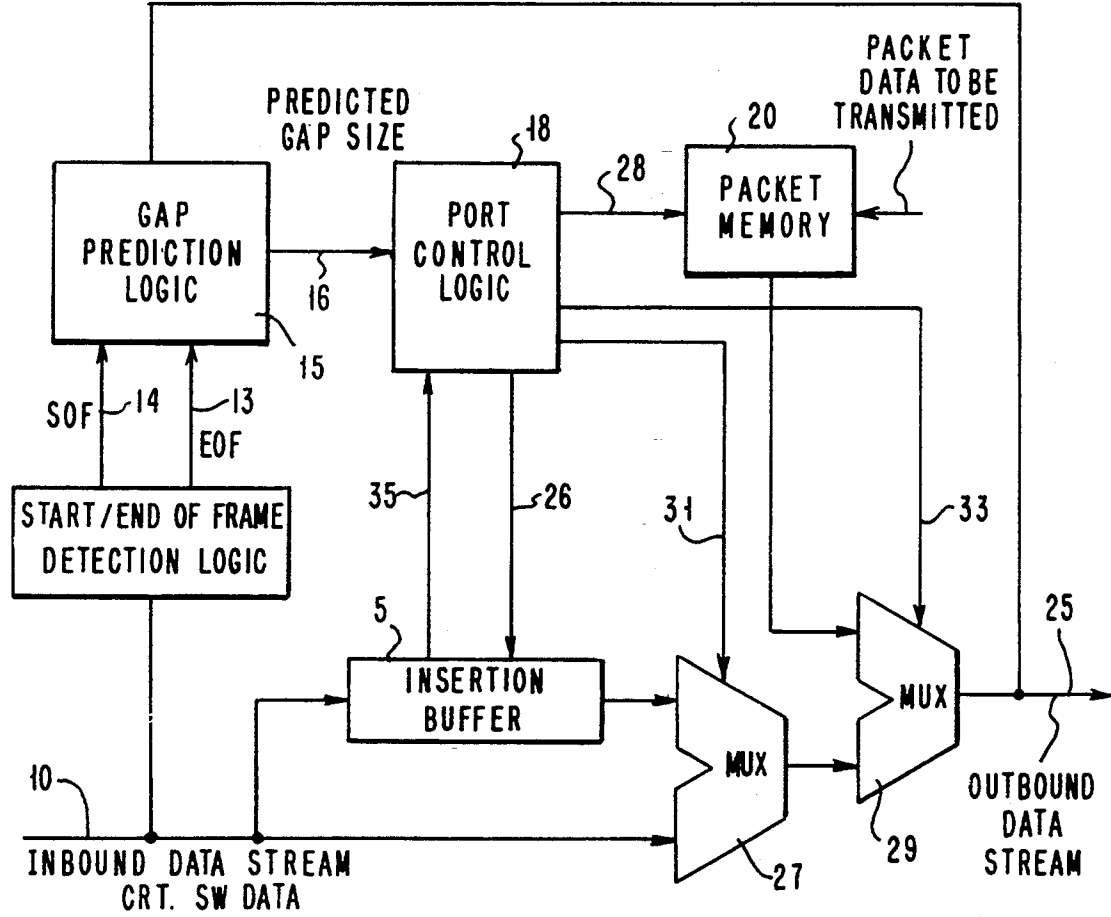 PACKET
DATA TO BE
TRANSMITTED
PREDICTED
GAP SIZE
18
20
28
GAP
PREDICTION
LOGIC
PORT
CONTROL
LOGIC
PACKET
MEMORY
16
15
SOF
14
13
EOF
START/END OF FRAME
DETECTION LOGIC
35
26
31
33
5
INSERTION
BUFFER
25
MUX
MUX
10
INBOUND DATA STREAM
CRT. SW DATA
27
29
OUTBOUND
DATA
STREAM